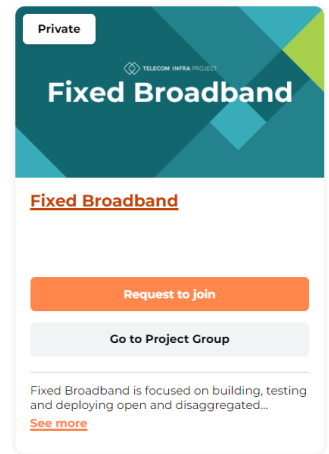 Private
TELECOM INFRA PROJECT
Fixed Broadband
Fixed Broadband
Request to join
Go to Project Group
Fixed Broadband is focused on building, testing
and deploying open and disaggregated...
See more